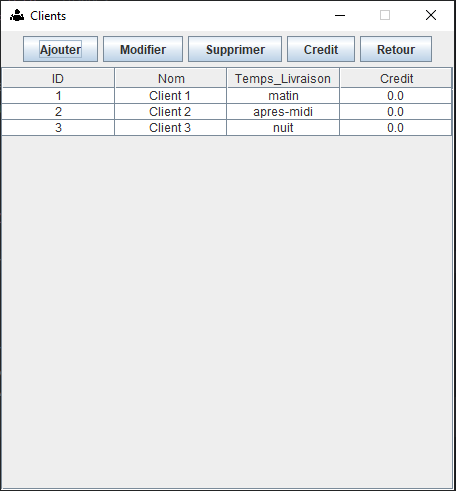 Clients
Ajouter Modifier Supprimer Credit Retour
ID Nom Temps_Livraison Credit
1 Client 1 matin 0.0
2 Client 2 apres-midi 0.0
3 Client 3 nuit 0.0